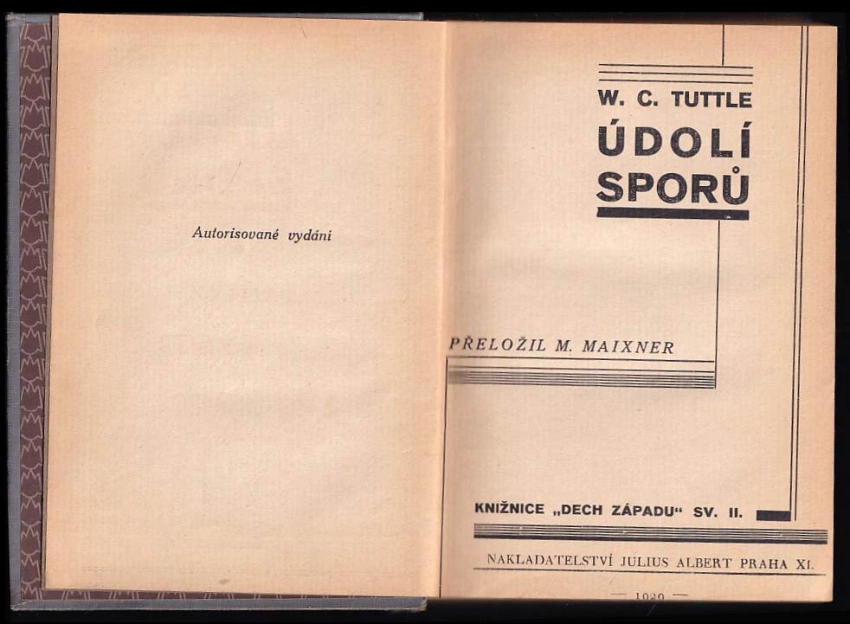 Autorisované vydání
W. C. TUTTLE
ÚDOLÍ
SPORŮ
PŘELOŽIL M. MAIXNER
KNIŽNICE „DECH ZÁPADU" SV. II.
NAKLADATELSTVÍ JULIUS ALBERT PRAHA XI.